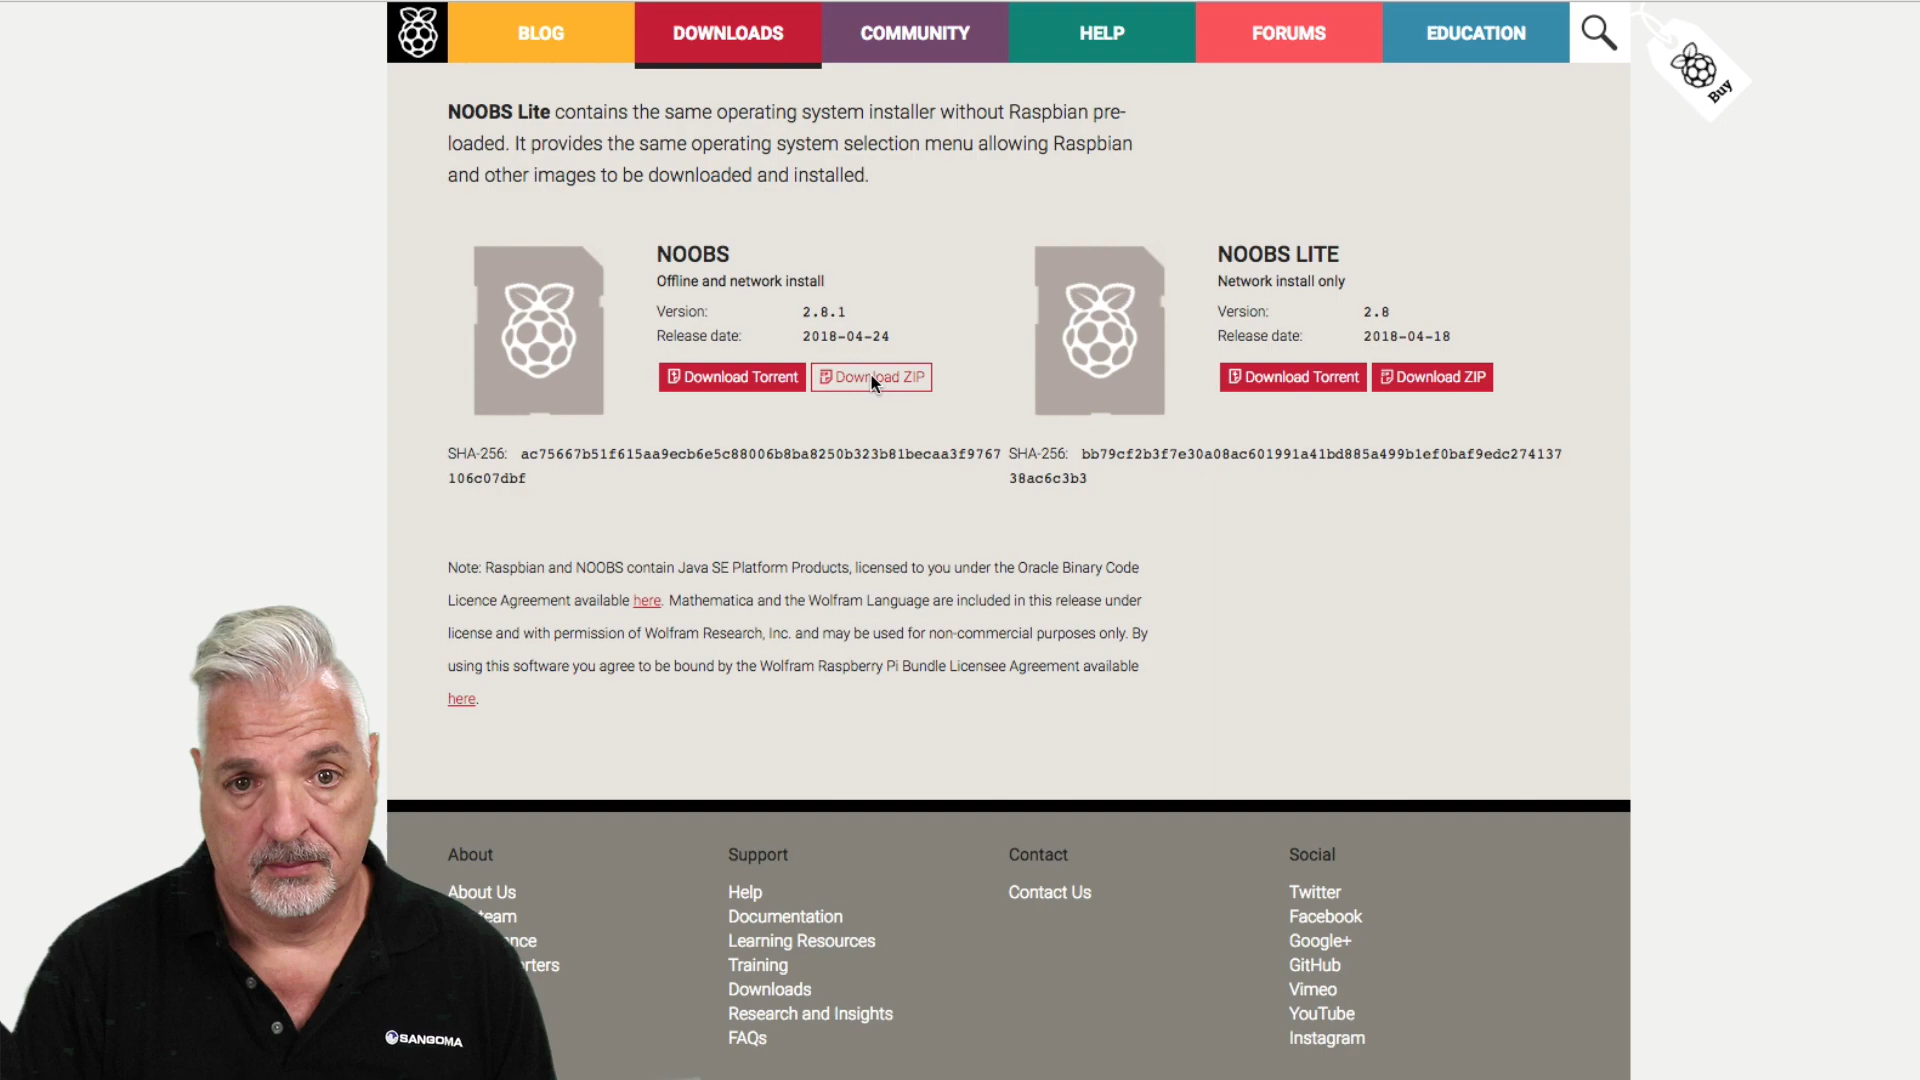 BLOG
DOWNLOADS
COMMUNITY
HELP
FORUMS
EDUCATION
Buy
NOOBS Lite contains the same operating system installer without Raspbian pre-
loaded. It provides the same operating system selection menu allowing Raspbian
and other images to be downloaded and installed.
NOOBS
Offline and network install
Version: 2.8.1
Release date: 2018-04-24
Download Torrent
Download ZIP
SHA-256: ac75667b51f615aa9ecb6e5c88006b8ba8250b323b81becaa3f9767
106c07dbf
NOOBS LITE
Network install only
Version: 2.8
Release date: 2018-04-18
Download Torrent
Download ZIP
SHA-256: bb79cf2b3f7e30a08ac601991a41bd885a499b1ef0baf9edc274137
38ac6c3b3
Note: Raspbian and NOOBS contain Java SE Platform Products, licensed to you under the Oracle Binary Code
Licence Agreement available here. Mathematica and the Wolfram Language are included in this release under
license and with permission of Wolfram Research, Inc. and may be used for non-commercial purposes only. By
using this software you agree to be bound by the Wolfram Raspberry Pi Bundle Licensee Agreement available
here.
About
About Us
team
nce
rters
Support
Help
Documentation
Learning Resources
Training
Downloads
Research and Insights
FAQs
Contact
Contact Us
Social
Twitter
Facebook
Google+
GitHub
Vimeo
YouTube
Instagram
SANGOMA